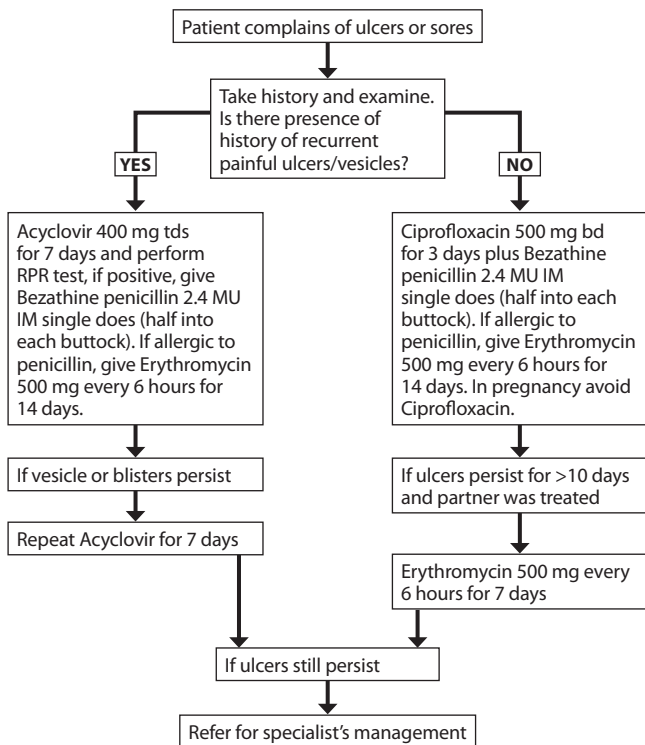 Patient complains of ulcers or sores
Take history and examine.
Is there presence of
history of recurrent
painful ulcers/vesicles?
YES
NO
Acyclovir 400 mg tds
for 7 days and perform
RPR test, if positive, give
Bezathine penicillin 2.4 MU
IM single does (half into
each buttock). If allergic to
penicillin, give Erythromycin
500 mg every 6 hours for
14 days.
Ciprofloxacin 500 mg bd
for 3 days plus Bezathine
penicillin 2.4 MU IM
single does (half into each
buttock). If allergic to
penicillin, give Erythromycin
500 mg every 6 hours for
14 days. In pregnancy avoid
Ciprofloxacin.
If vesicle or blisters persist
If ulcers persist for >10 days
and partner was treated
Repeat Acyclovir for 7 days
Erythromycin 500 mg every
6 hours for 7 days
If ulcers still persist
Refer for specialist's management